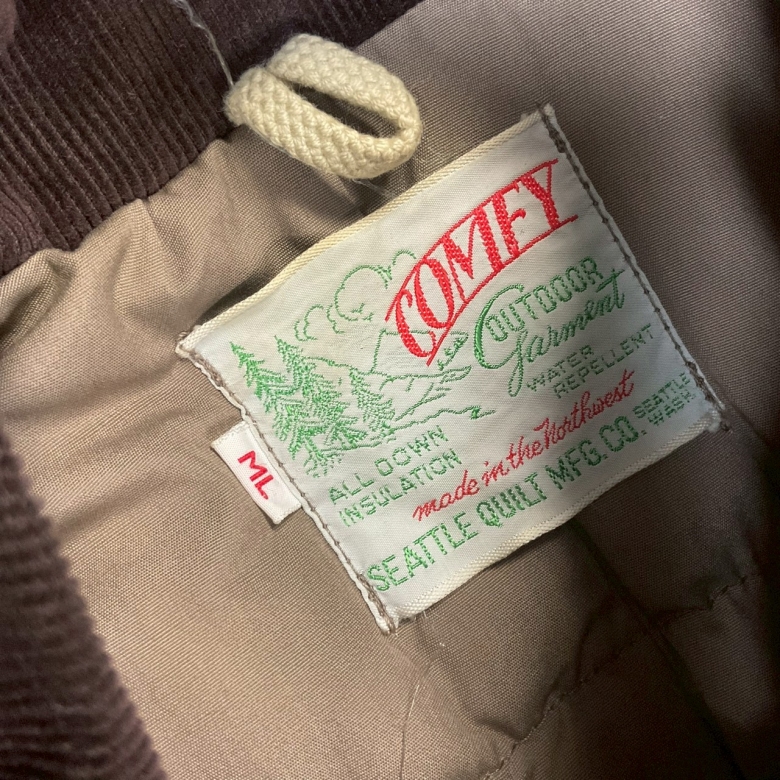 COMFY
OUTDOOR
Garment
WATER
REPELLENT
ALL DOWN
INSULATION
made in the Northwest
SEATTLE QUILT MFG. CO. SEATTLE
WASH.
ML